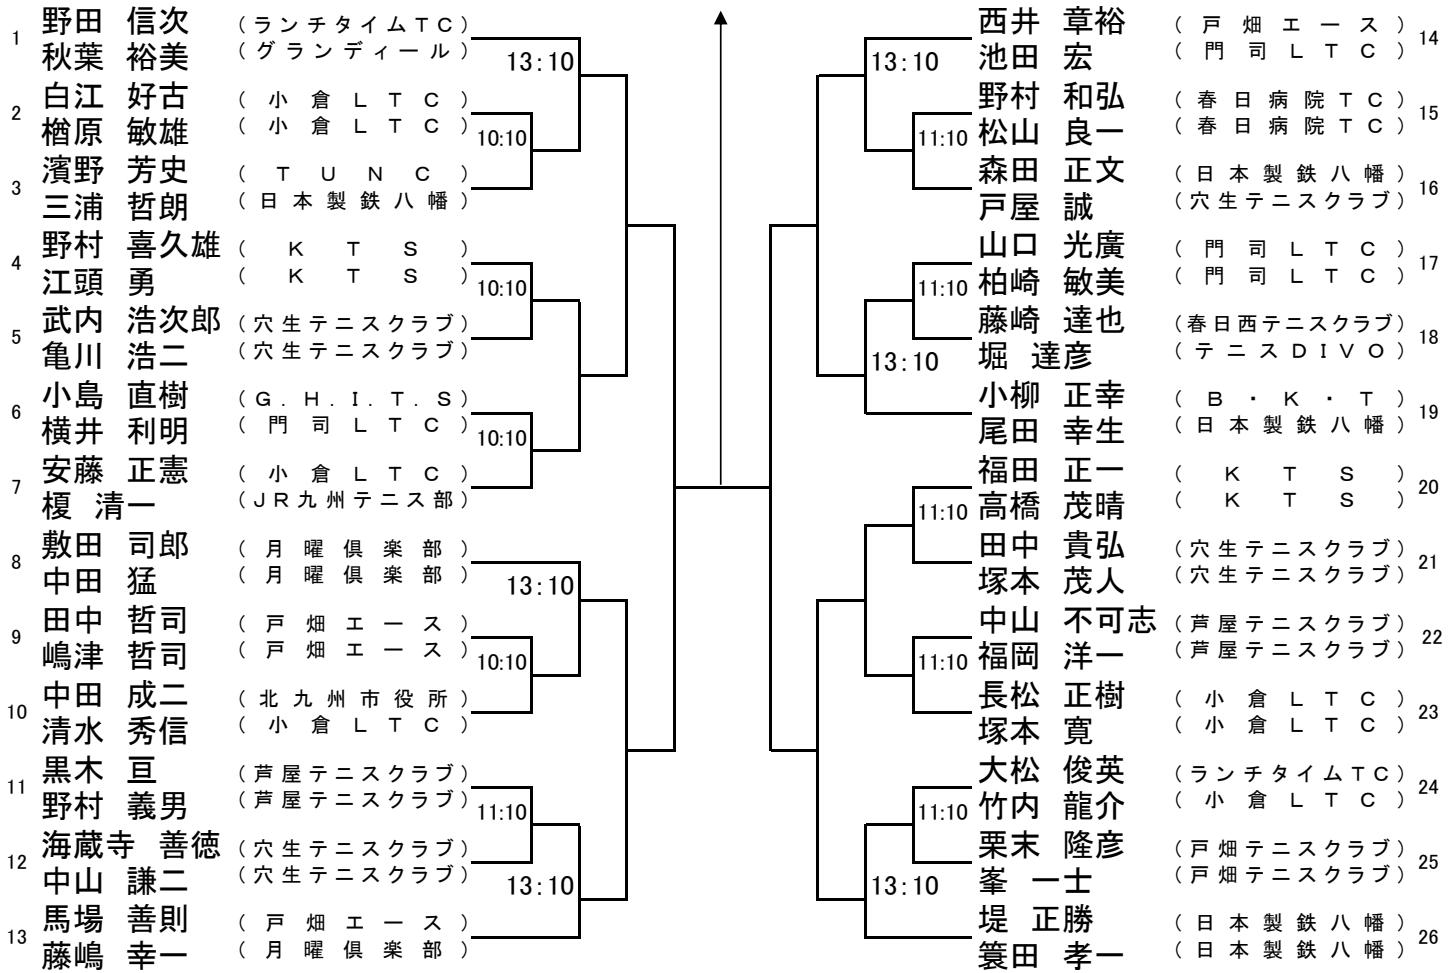 1 野田 信次 (ランチタイムTC)
秋葉 裕美 (グランディール)
13:10
2 白江 好古 (小倉LTC)
楢原 敏雄 (小倉LTC)
10:10
3 濱野 芳史 (TUNC)
三浦 哲朗 (日本製鉄八幡)
4 野村 喜久雄 (KTS)
江頭 勇 (KTS)
10:10
5 武内 浩次郎 (穴生テニスクラブ)
亀川 浩二 (穴生テニスクラブ)
6 小島 直樹 (G.H.I.T.S)
横井 利明 (門司LTC)
10:10
7 安藤 正憲 (小倉LTC)
榎 清一 (JR九州テニス部)
8 敷田 司郎 (月曜倶楽部)
中田 猛 (月曜倶楽部)
13:10
9 田中 哲司 (戸畑エース)
嶋津 哲司 (戸畑エース)
10:10
10 中田 成二 (北九州市役所)
清水 秀信 (小倉LTC)
11 黒木 亘 (芦屋テニスクラブ)
野村 義男 (芦屋テニスクラブ)
11:10
12 海蔵寺 善徳 (穴生テニスクラブ)
中山 謙二 (穴生テニスクラブ)
13:10
13 馬場 善則 (戸畑エース)
藤嶋 幸一 (月曜倶楽部)
西井 章裕 (戸畑エース) 14
池田 宏 (門司LTC)
13:10
野村 和弘 (春日病院TC) 15
松山 良一 (春日病院TC)
11:10
森田 正文 (日本製鉄八幡) 16
戸屋 誠 (穴生テニスクラブ)
山口 光廣 (門司LTC) 17
柏崎 敏美 (門司LTC)
11:10
藤崎 達也 (春日西テニスクラブ) 18
堀 達彦 (テニスDIVO)
13:10
小柳 正幸 (B・K・T) 19
尾田 幸生 (日本製鉄八幡)
福田 正一 (KTS) 20
高橋 茂晴 (KTS)
11:10
田中 貴弘 (穴生テニスクラブ) 21
塚本 茂人 (穴生テニスクラブ)
中山 不可志 (芦屋テニスクラブ) 22
福岡 洋一 (芦屋テニスクラブ)
11:10
長松 正樹 (小倉LTC) 23
塚本 寛 (小倉LTC)
大松 俊英 (ランチタイムTC) 24
竹内 龍介 (小倉LTC)
11:10
栗末 隆彦 (戸畑テニスクラブ) 25
峯 一士 (戸畑テニスクラブ)
13:10
堤 正勝 (日本製鉄八幡) 26
簑田 孝一 (日本製鉄八幡)